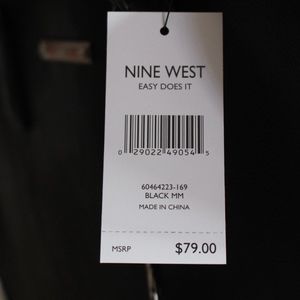 NINE WEST
EASY DOES IT
0 29022 49054 5
60464223-169
BLACK MM
MADE IN CHINA
MSRP $79.00